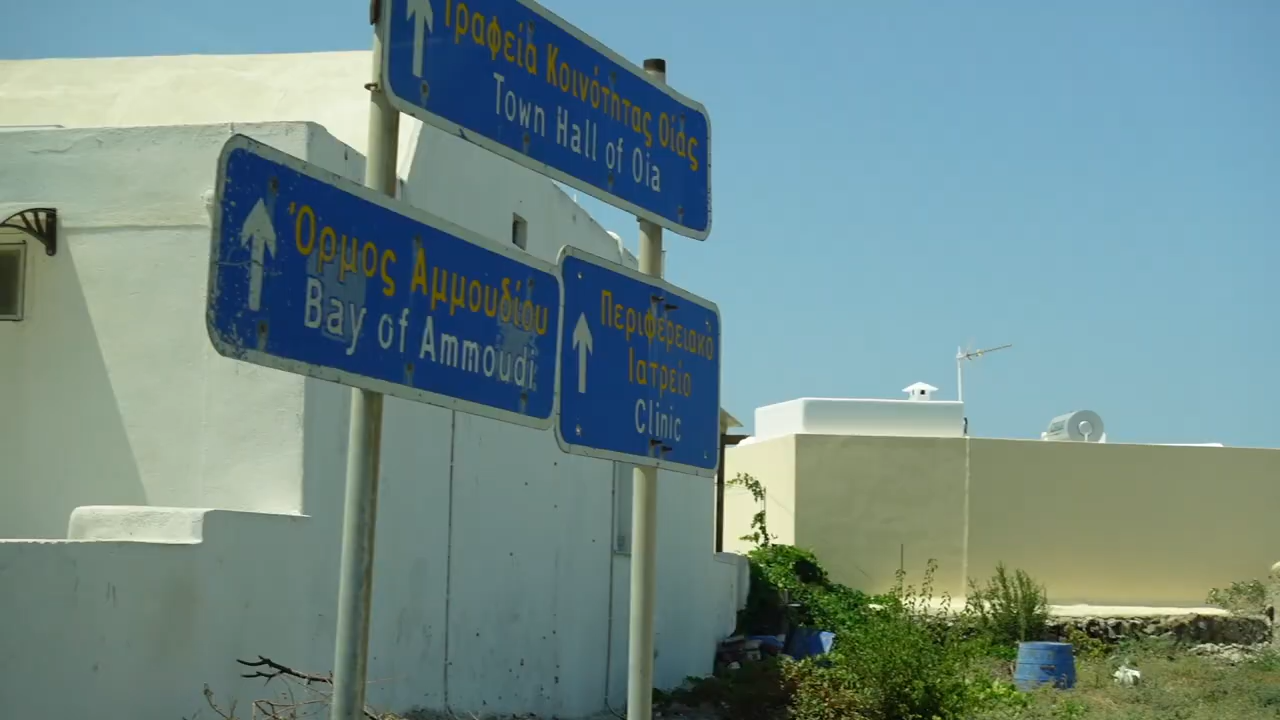 Γραφεία Κοινότητας Οίας
Town Hall of Oia
Όρμος Αμμουδίου
Bay of Ammoudi
Περιφερειακό
Ιατρείο
Clinic